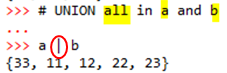 >>> # UNION all in a and b
...
>>> a | b
{33, 11, 12, 22, 23}